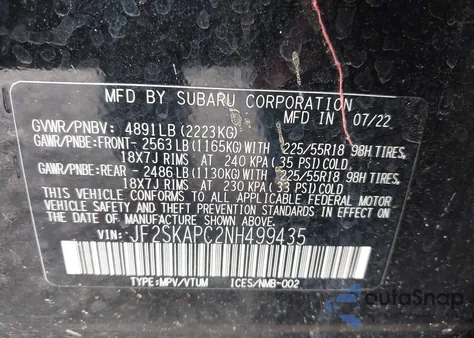 MFD BY SUBARU CORPORATION
GVWR/PNBV: 4891LB (2223KG) MFD IN 07/22
GAWR/PNBE:FRONT- 2563LB(1165KG)WITH 225/55R18 98H TIRES,
18X7J RIMS AT 240 KPA(35 PSI)COLD.
GAWR/PNBE:REAR - 2486LB(1130KG)WITH 225/55R18 98H TIRES,
18X7J RIMS AT 230 KPA(33 PSI)COLD.
THIS VEHICLE CONFORMS TO ALL APPLICABLE FEDERAL MOTOR
VEHICLE SAFETY, BUMPER, AND THEFT PREVENTION STANDARDS
IN EFFECT ON THE DATE OF MANUFACTURE SHOWN ABOVE.
VIN: JF2SKAPC2NH499435
TYPE:MPV/VTUM ICES/NMB-002
autoSnap